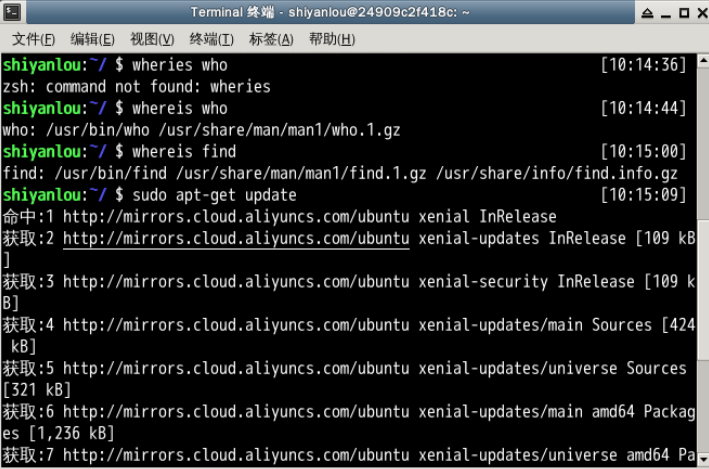 Terminal 终端 - shiyanlou@24909c2f418c: ~
文件(F) 编辑(E) 视图(V) 终端(T) 标签(A) 帮助(H)
shiyanlou:~/ $ wheries who [10:14:36]
zsh: command not found: wheries
shiyanlou:~/ $ whereis who [10:14:44]
who: /usr/bin/who /usr/share/man/man1/who.1.gz
shiyanlou:~/ $ whereis find [10:15:00]
find: /usr/bin/find /usr/share/man/man1/find.1.gz /usr/share/info/find.info.gz
shiyanlou:~/ $ sudo apt-get update [10:15:09]
命中:1 http://mirrors.cloud.aliyuncs.com/ubuntu xenial InRelease
获取:2 http://mirrors.cloud.aliyuncs.com/ubuntu xenial-updates InRelease [109 kB
]
获取:3 http://mirrors.cloud.aliyuncs.com/ubuntu xenial-security InRelease [109 k
B]
获取:4 http://mirrors.cloud.aliyuncs.com/ubuntu xenial-updates/main Sources [424
kB]
获取:5 http://mirrors.cloud.aliyuncs.com/ubuntu xenial-updates/universe Sources
[321 kB]
获取:6 http://mirrors.cloud.aliyuncs.com/ubuntu xenial-updates/main amd64 Packag
es [1,236 kB]
获取:7 http://mirrors.cloud.aliyuncs.com/ubuntu xenial-updates/universe amd64 Pa